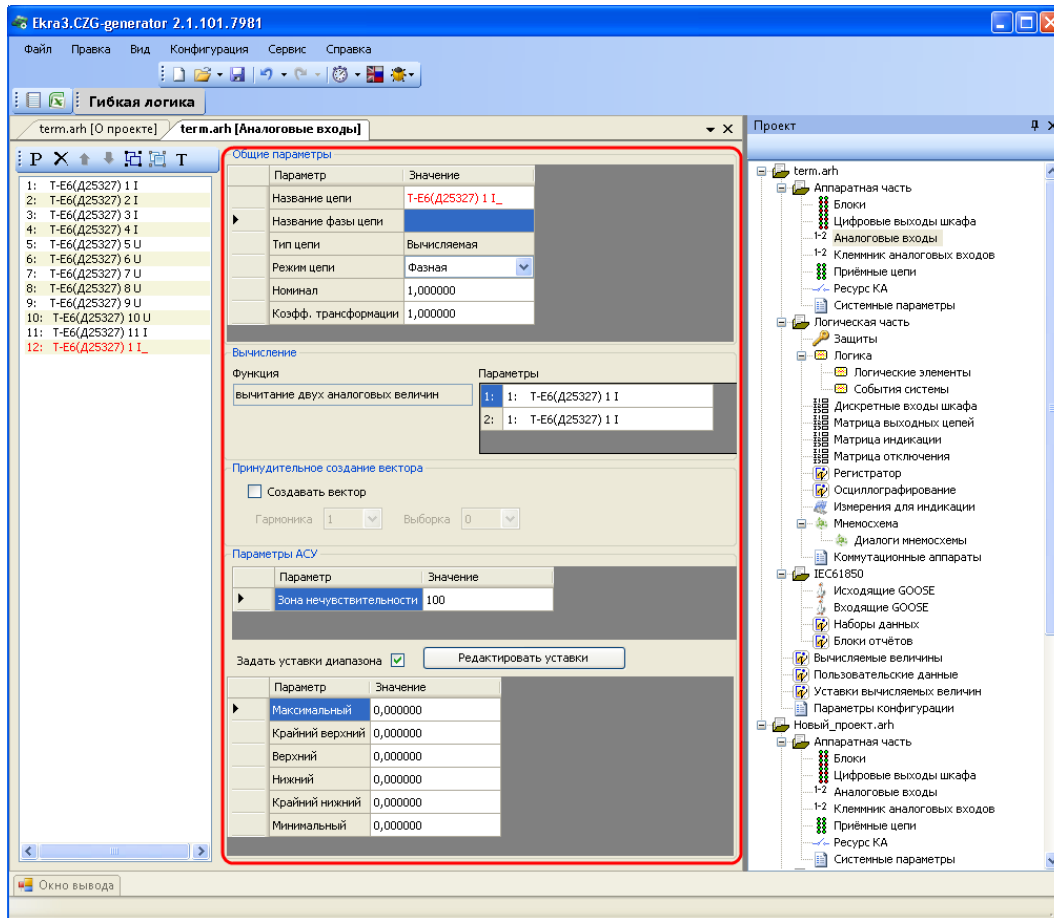 Ekra3.CZG-generator 2.1.101.7981
Файл Правка Вид Конфигурация Сервис Справка
Гибкая логика
term.arh [О проекте] term.arh [Аналоговые входы]
P T
1: Т-Е6(Д25327) 1 I
2: Т-Е6(Д25327) 2 I
3: Т-Е6(Д25327) 3 I
4: Т-Е6(Д25327) 4 I
5: Т-Е6(Д25327) 5 U
6: Т-Е6(Д25327) 6 U
7: Т-Е6(Д25327) 7 U
8: Т-Е6(Д25327) 8 U
9: Т-Е6(Д25327) 9 U
10: Т-Е6(Д25327) 10 U
11: Т-Е6(Д25327) 11 I
12: Т-Е6(Д25327) 1 I_
Общие параметры
Параметр Значение
Название цепи Т-Е6(Д25327) 1 I_
Название фазы цепи
Тип цепи Вычисляемая
Режим цепи Фазная
Номинал 1,000000
Коэфф. трансформации 1,000000
Вычисление
Функция Параметры
вычитание двух аналоговых величин
1: 1: Т-Е6(Д25327) 1 I
2: 1: Т-Е6(Д25327) 1 I
Принудительное создание вектора
Создавать вектор
Гармоника 1 Выборка 0
Параметры АСУ
Параметр Значение
Зона нечувствительности 100
Задать уставки диапазона Редактировать уставки
Параметр Значение
Максимальный 0,000000
Крайний верхний 0,000000
Верхний 0,000000
Нижний 0,000000
Крайний нижний 0,000000
Минимальный 0,000000
Проект
term.arh
Аппаратная часть
Блоки
Цифровые выходы шкафа
1-2 Аналоговые входы
1-2 Клеммник аналоговых входов
Приёмные цепи
Ресурс КА
Системные параметры
Логическая часть
Защиты
Логика
Логические элементы
События системы
Дискретные входы шкафа
Матрица выходных цепей
Матрица индикации
Матрица отключения
Регистратор
Осциллографирование
Измерения для индикации
Мнемосхема
Диалоги мнемосхемы
Коммутационные аппараты
IEC61850
Исходящие GOOSE
Входящие GOOSE
Наборы данных
Блоки отчётов
Вычисляемые величины
Пользовательские данные
Уставки вычисляемых величин
Параметры конфигурации
Новый_проект.arh
Аппаратная часть
Блоки
Цифровые выходы шкафа
1-2 Аналоговые входы
1-2 Клеммник аналоговых входов
Приёмные цепи
Ресурс КА
Системные параметры
Окно вывода